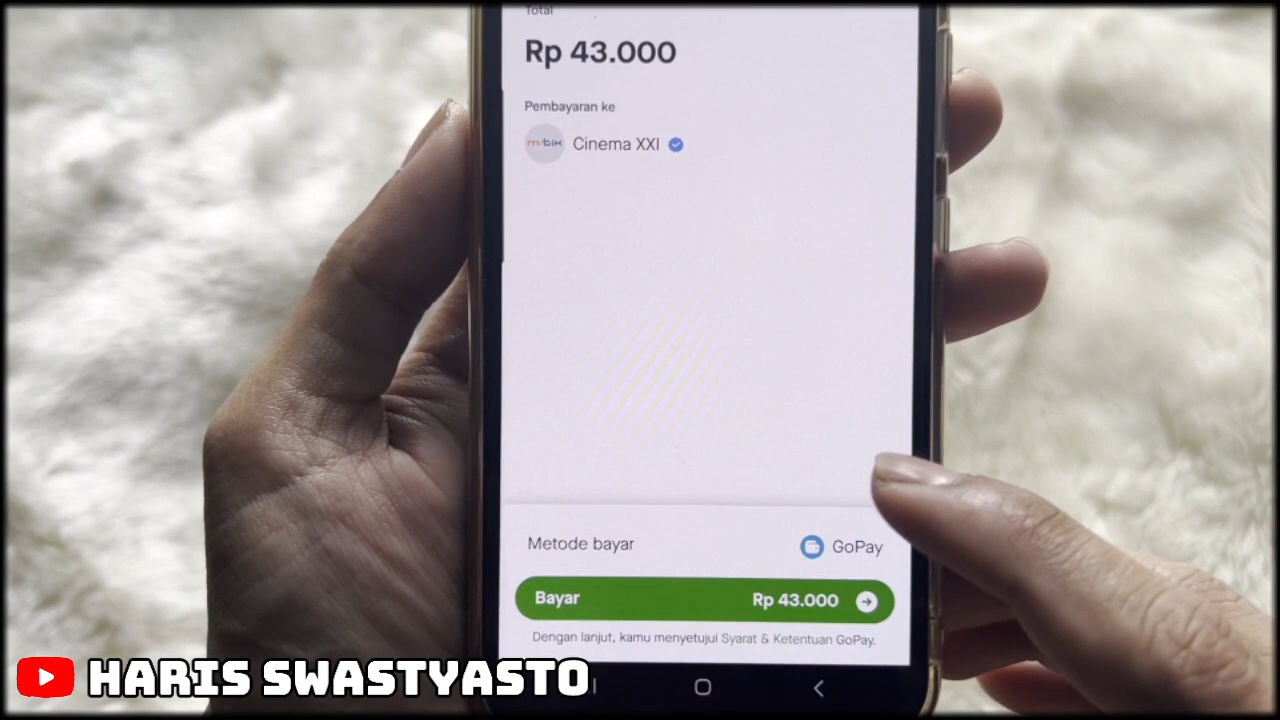 Total
Rp 43.000
Pembayaran ke
m.tix Cinema XXI
Metode bayar GoPay
Bayar Rp 43.000
Dengan lanjut, kamu menyetujui Syarat & Ketentuan GoPay.
HARIS SWASTYASTO